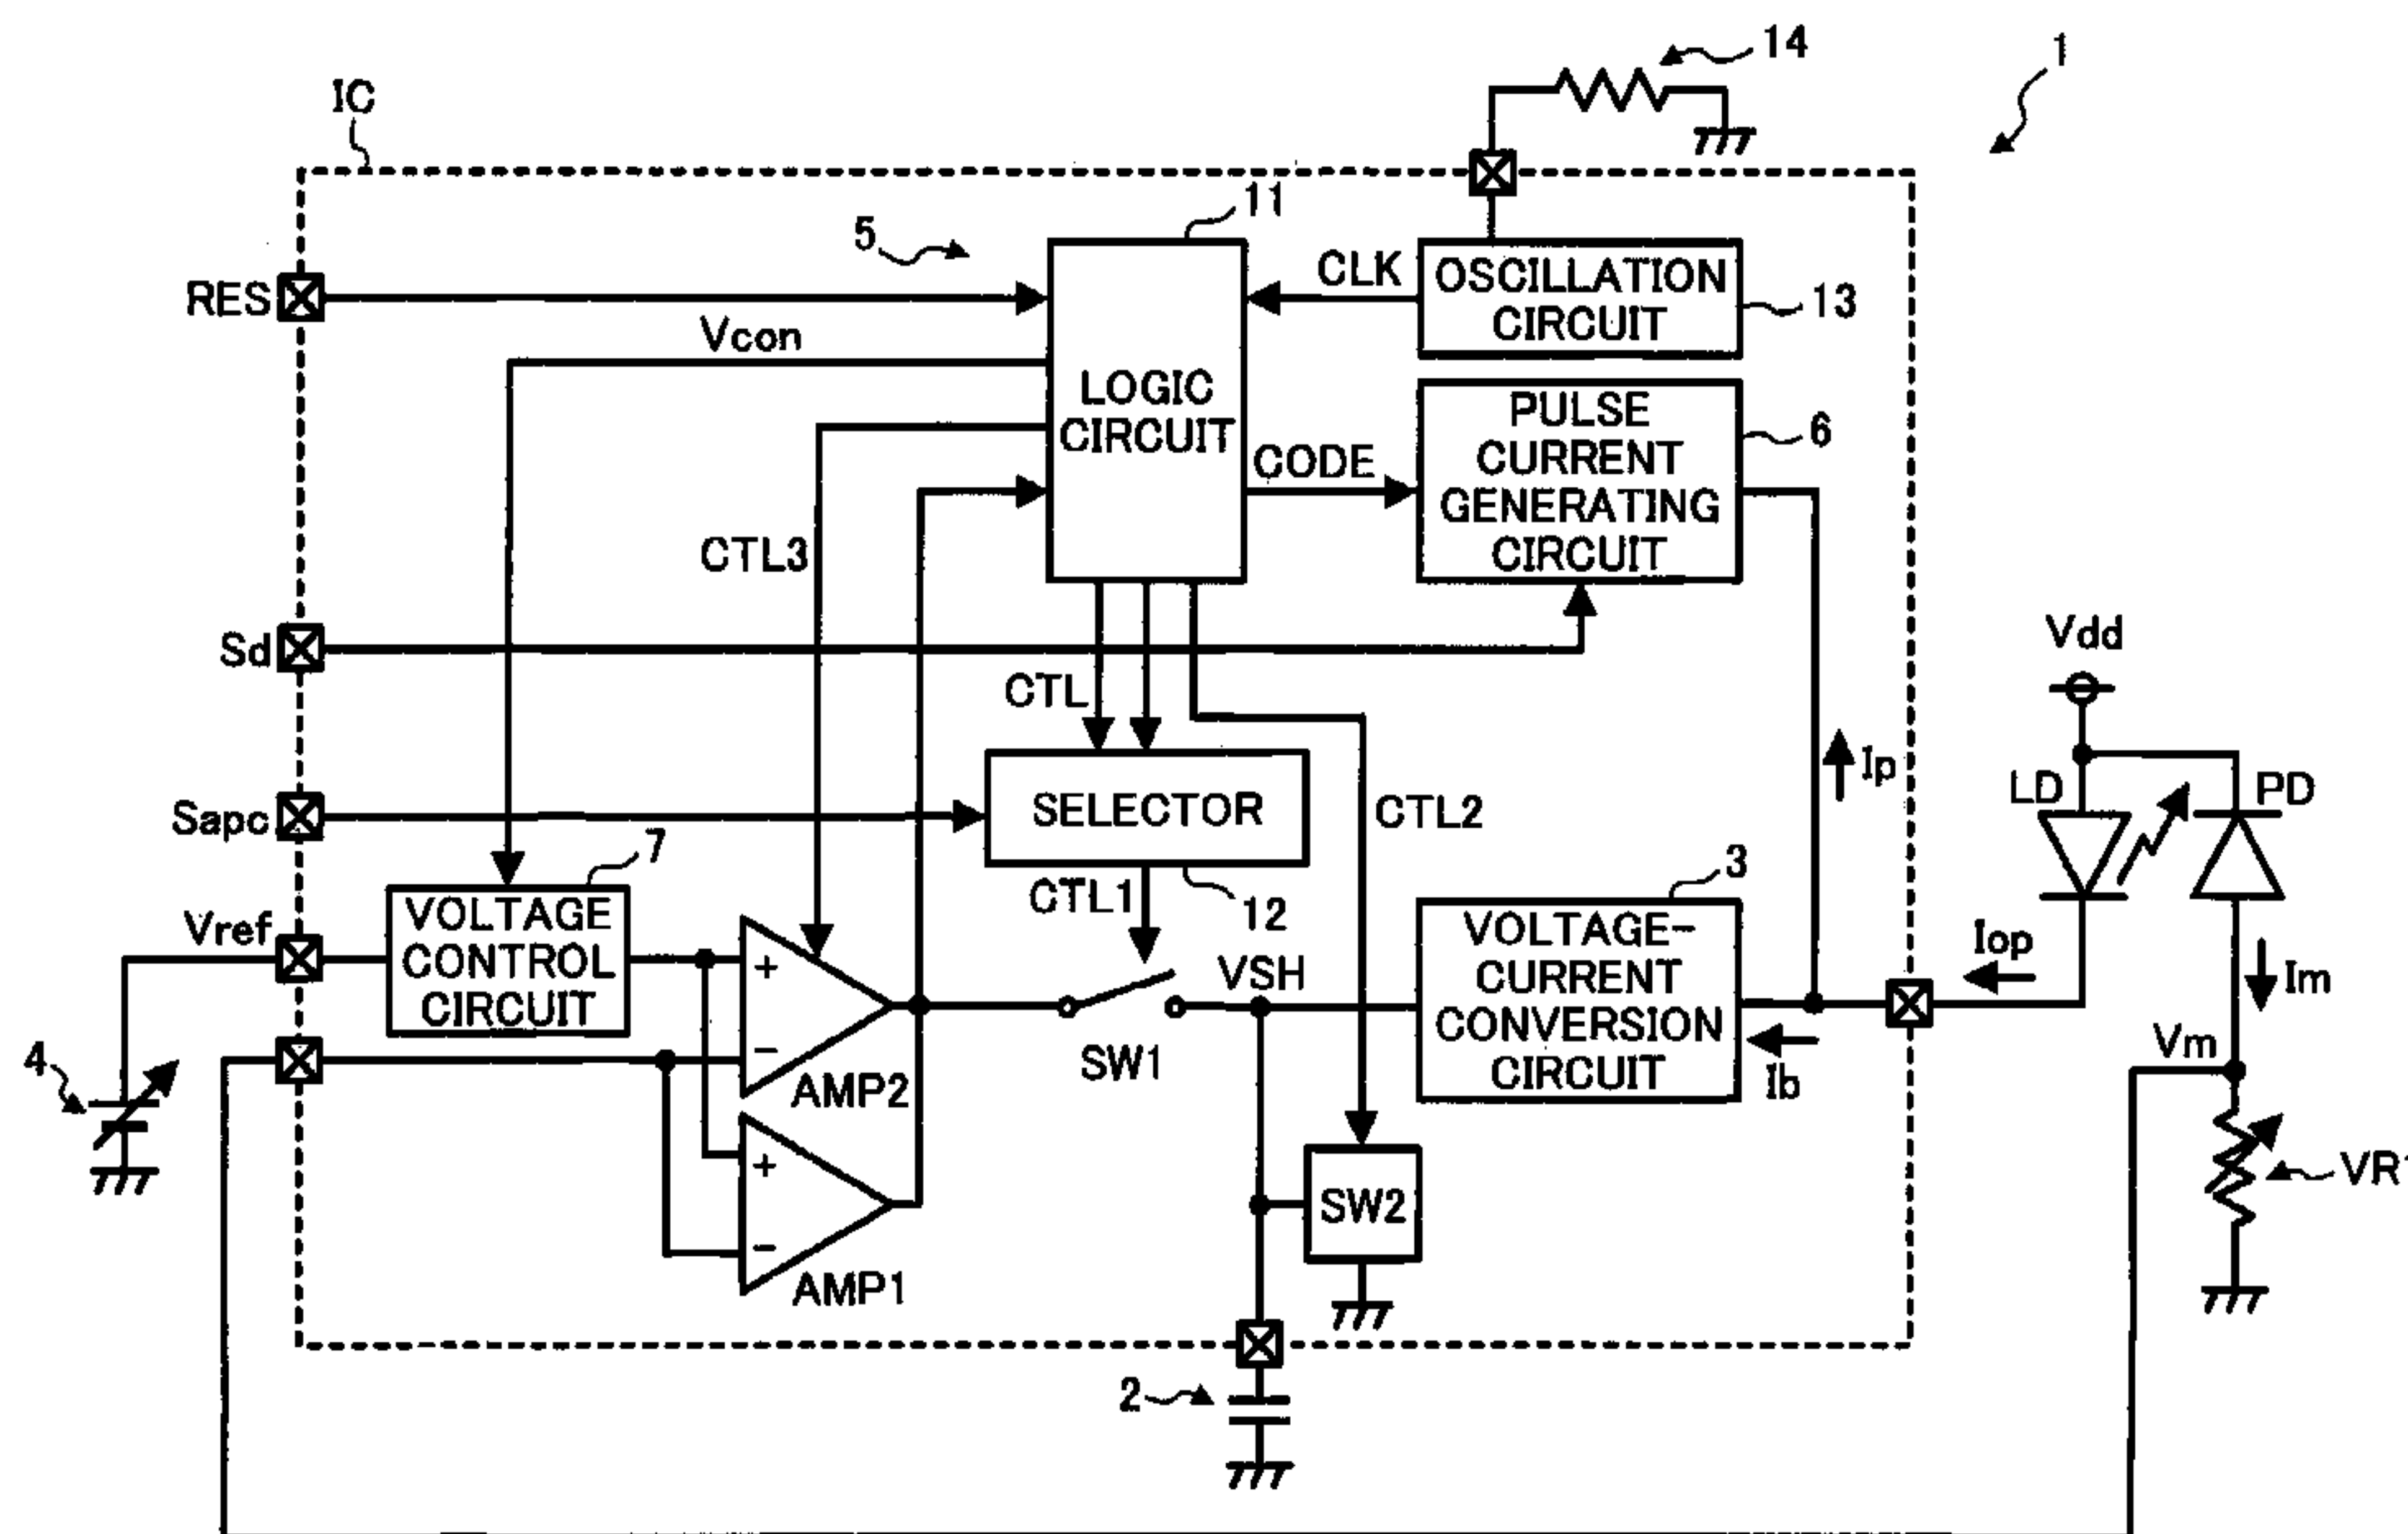 14
1
IC
11
5
CLK
OSCILLATION
CIRCUIT
13
RES
Vcon
LOGIC
CIRCUIT
PULSE
CURRENT
GENERATING
CIRCUIT
6
CODE
CTL3
Sd
CTL
Vdd
Ip
LD
PD
Sapc
SELECTOR
CTL2
7
CTL1
12
3
Vref
VOLTAGE
CONTROL
CIRCUIT
+
−
AMP2
VSH
VOLTAGE-
CURRENT
CONVERSION
CIRCUIT
Iop
Im
SW1
Ib
Vm
4
+
−
AMP1
SW2
VR1
2